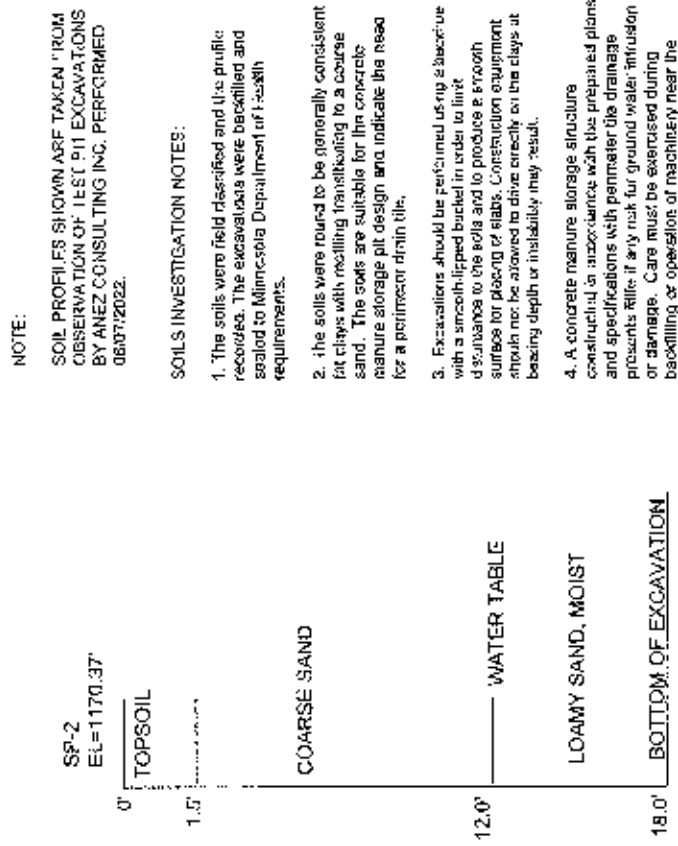 SP-2
EL=1170.37'
0'
TOPSOIL
1.5'
COARSE SAND
12.0'
WATER TABLE
LOAMY SAND, MOIST
18.0'
BOTTOM OF EXCAVATION
NOTE:
SOIL PROFILES SHOWN ARE TAKEN FROM
OBSERVATION OF TEST PIT EXCAVATIONS
BY ANEZ CONSULTING INC. PERFORMED
06/07/2022.
SOILS INVESTIGATION NOTES:
1. The soils were field classified and the profile
recorded. The excavations were backfilled and
sealed to Minnesota Department of Health
requirements.
2. The soils were found to be generally consistent
fat clays with mottling transitioning to a course
sand. The soils are suitable for the concrete
manure storage pit design and indicate the need
for a perimeter drain tile.
3. Excavations should be performed using a backhoe
with a smooth-lipped bucket in order to limit
disturbance to the soils and to produce a smooth
surface for placing of slabs. Construction equipment
should not be allowed to drive directly on the clays at
bearing depth or instability may result.
4. A concrete manure storage structure
constructed in accordance with the prepared plans
and specifications with perimeter tile drainage
presents little if any risk for ground water intrusion
or damage. Care must be exercised during
backfilling or operation of machinery near the